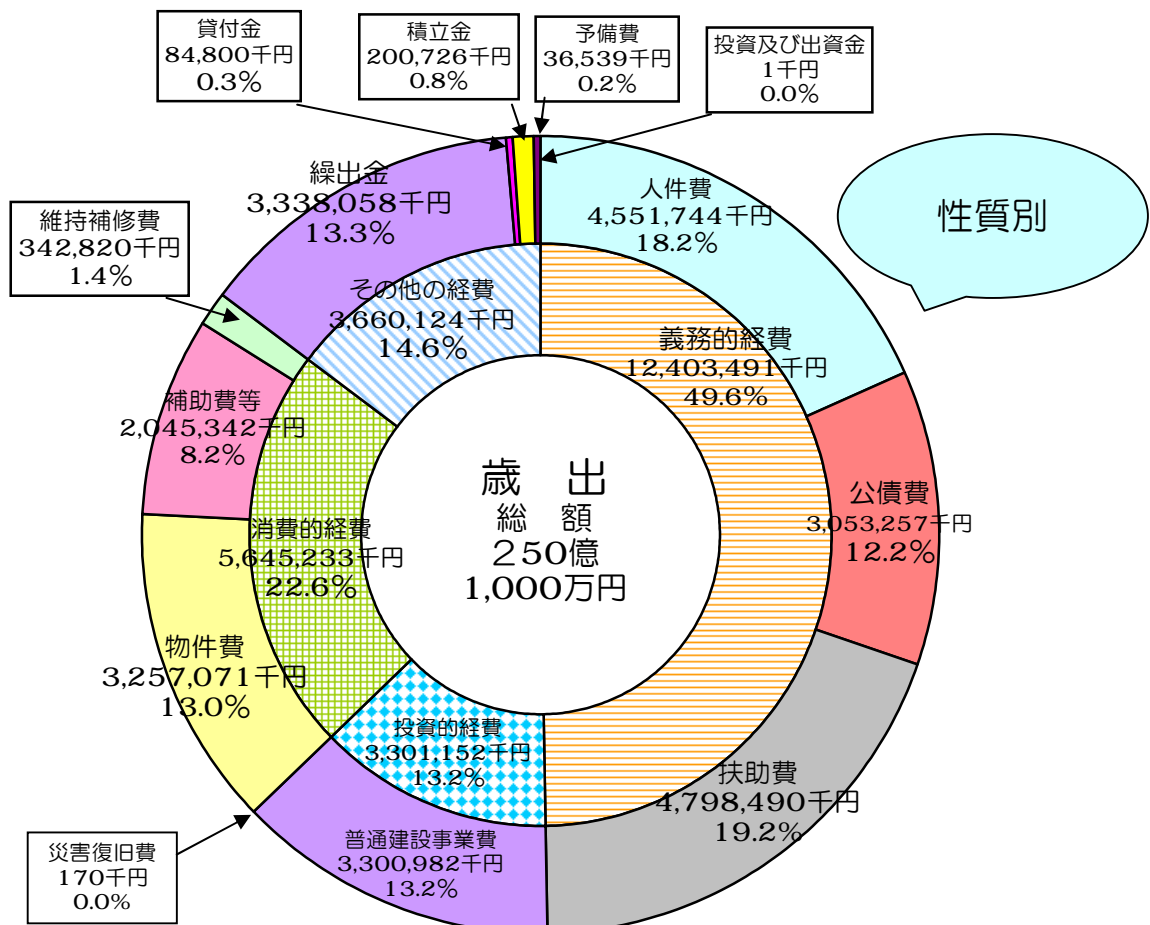 貸付金
84,800千円
0.3%
積立金
200,726千円
0.8%
予備費
36,539千円
0.2%
投資及び出資金
1千円
0.0%
性質別
人件費
4,551,744千円
18.2%
繰出金
3,338,058千円
13.3%
維持補修費
342,820千円
1.4%
その他の経費
3,660,124千円
14.6%
義務的経費
12,403,491千円
49.6%
補助費等
2,045,342千円
8.2%
公債費
3,053,257千円
12.2%
歳　出
総　額
250億
1,000万円
消費的経費
5,645,233千円
22.6%
物件費
3,257,071千円
13.0%
投資的経費
3,301,152千円
13.2%
扶助費
4,798,490千円
19.2%
普通建設事業費
3,300,982千円
13.2%
災害復旧費
170千円
0.0%